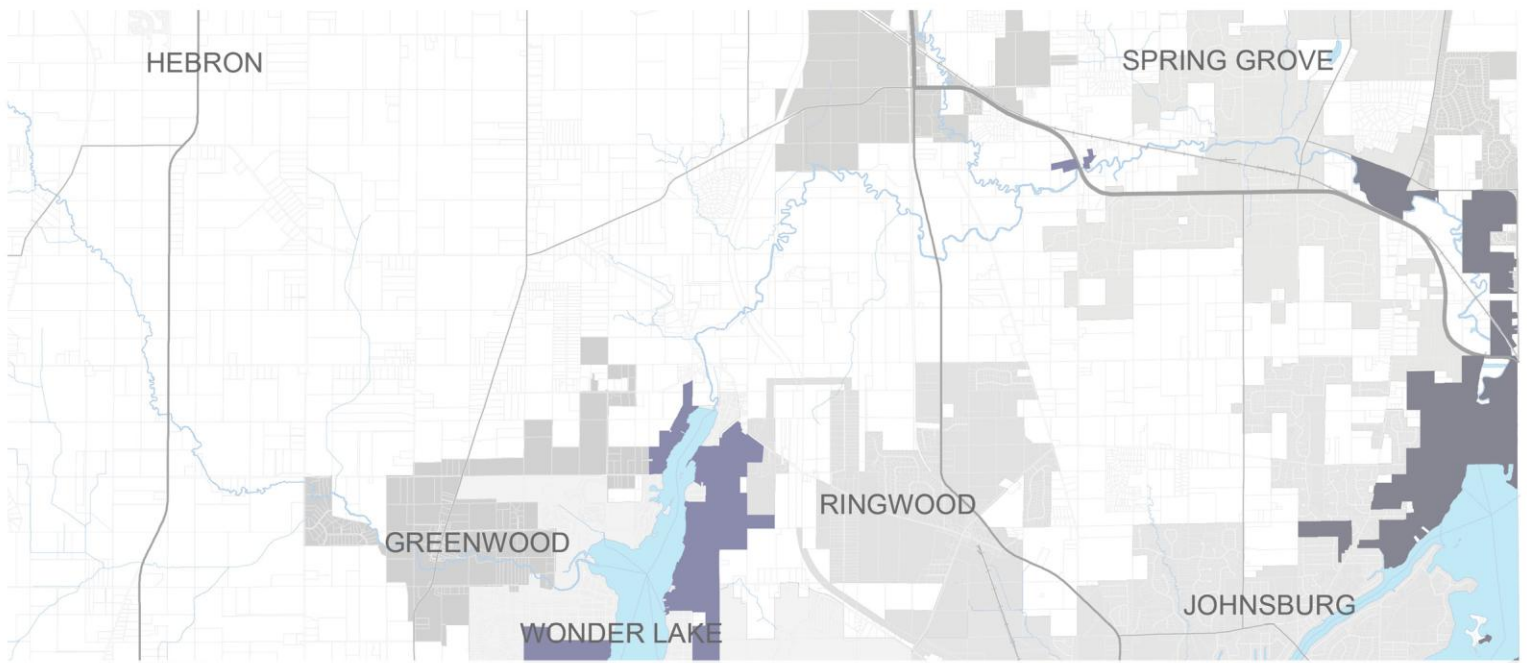 HEBRON
SPRING GROVE
RINGWOOD
GREENWOOD
JOHNSBURG
WONDER LAKE